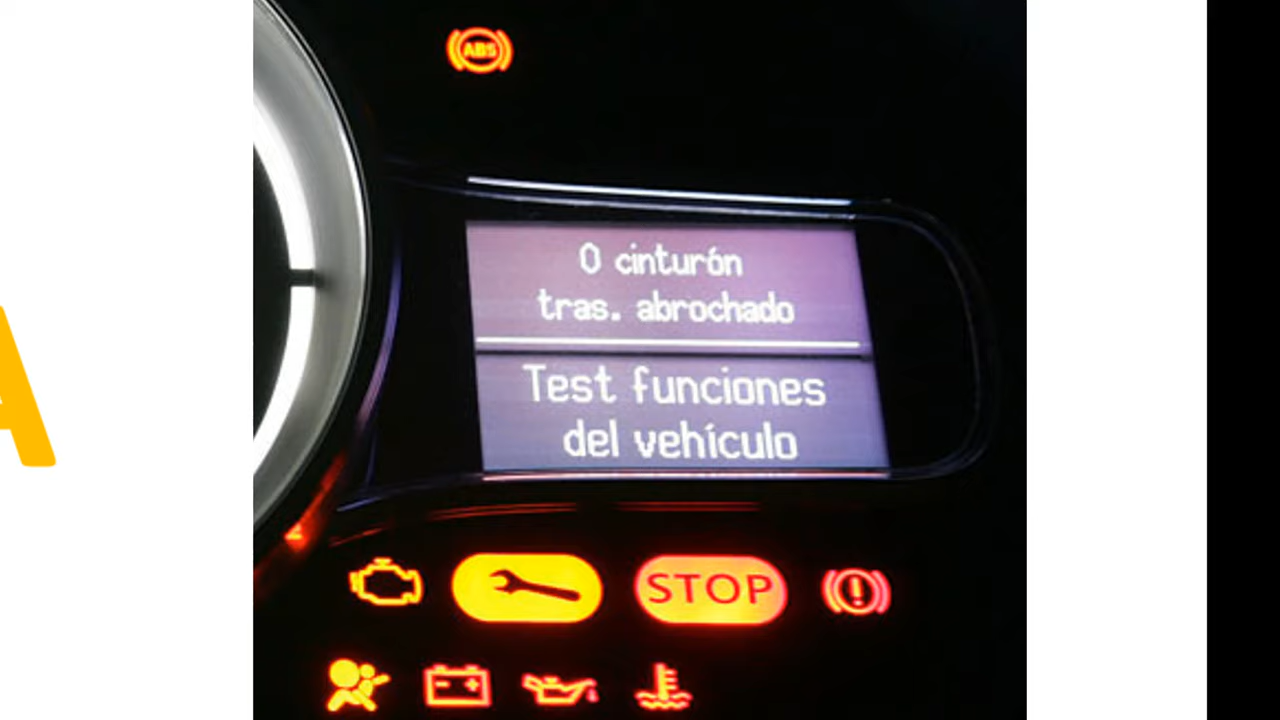 A
ABS
0 cinturón
tras. abrochado
Test funciones
del vehículo
STOP